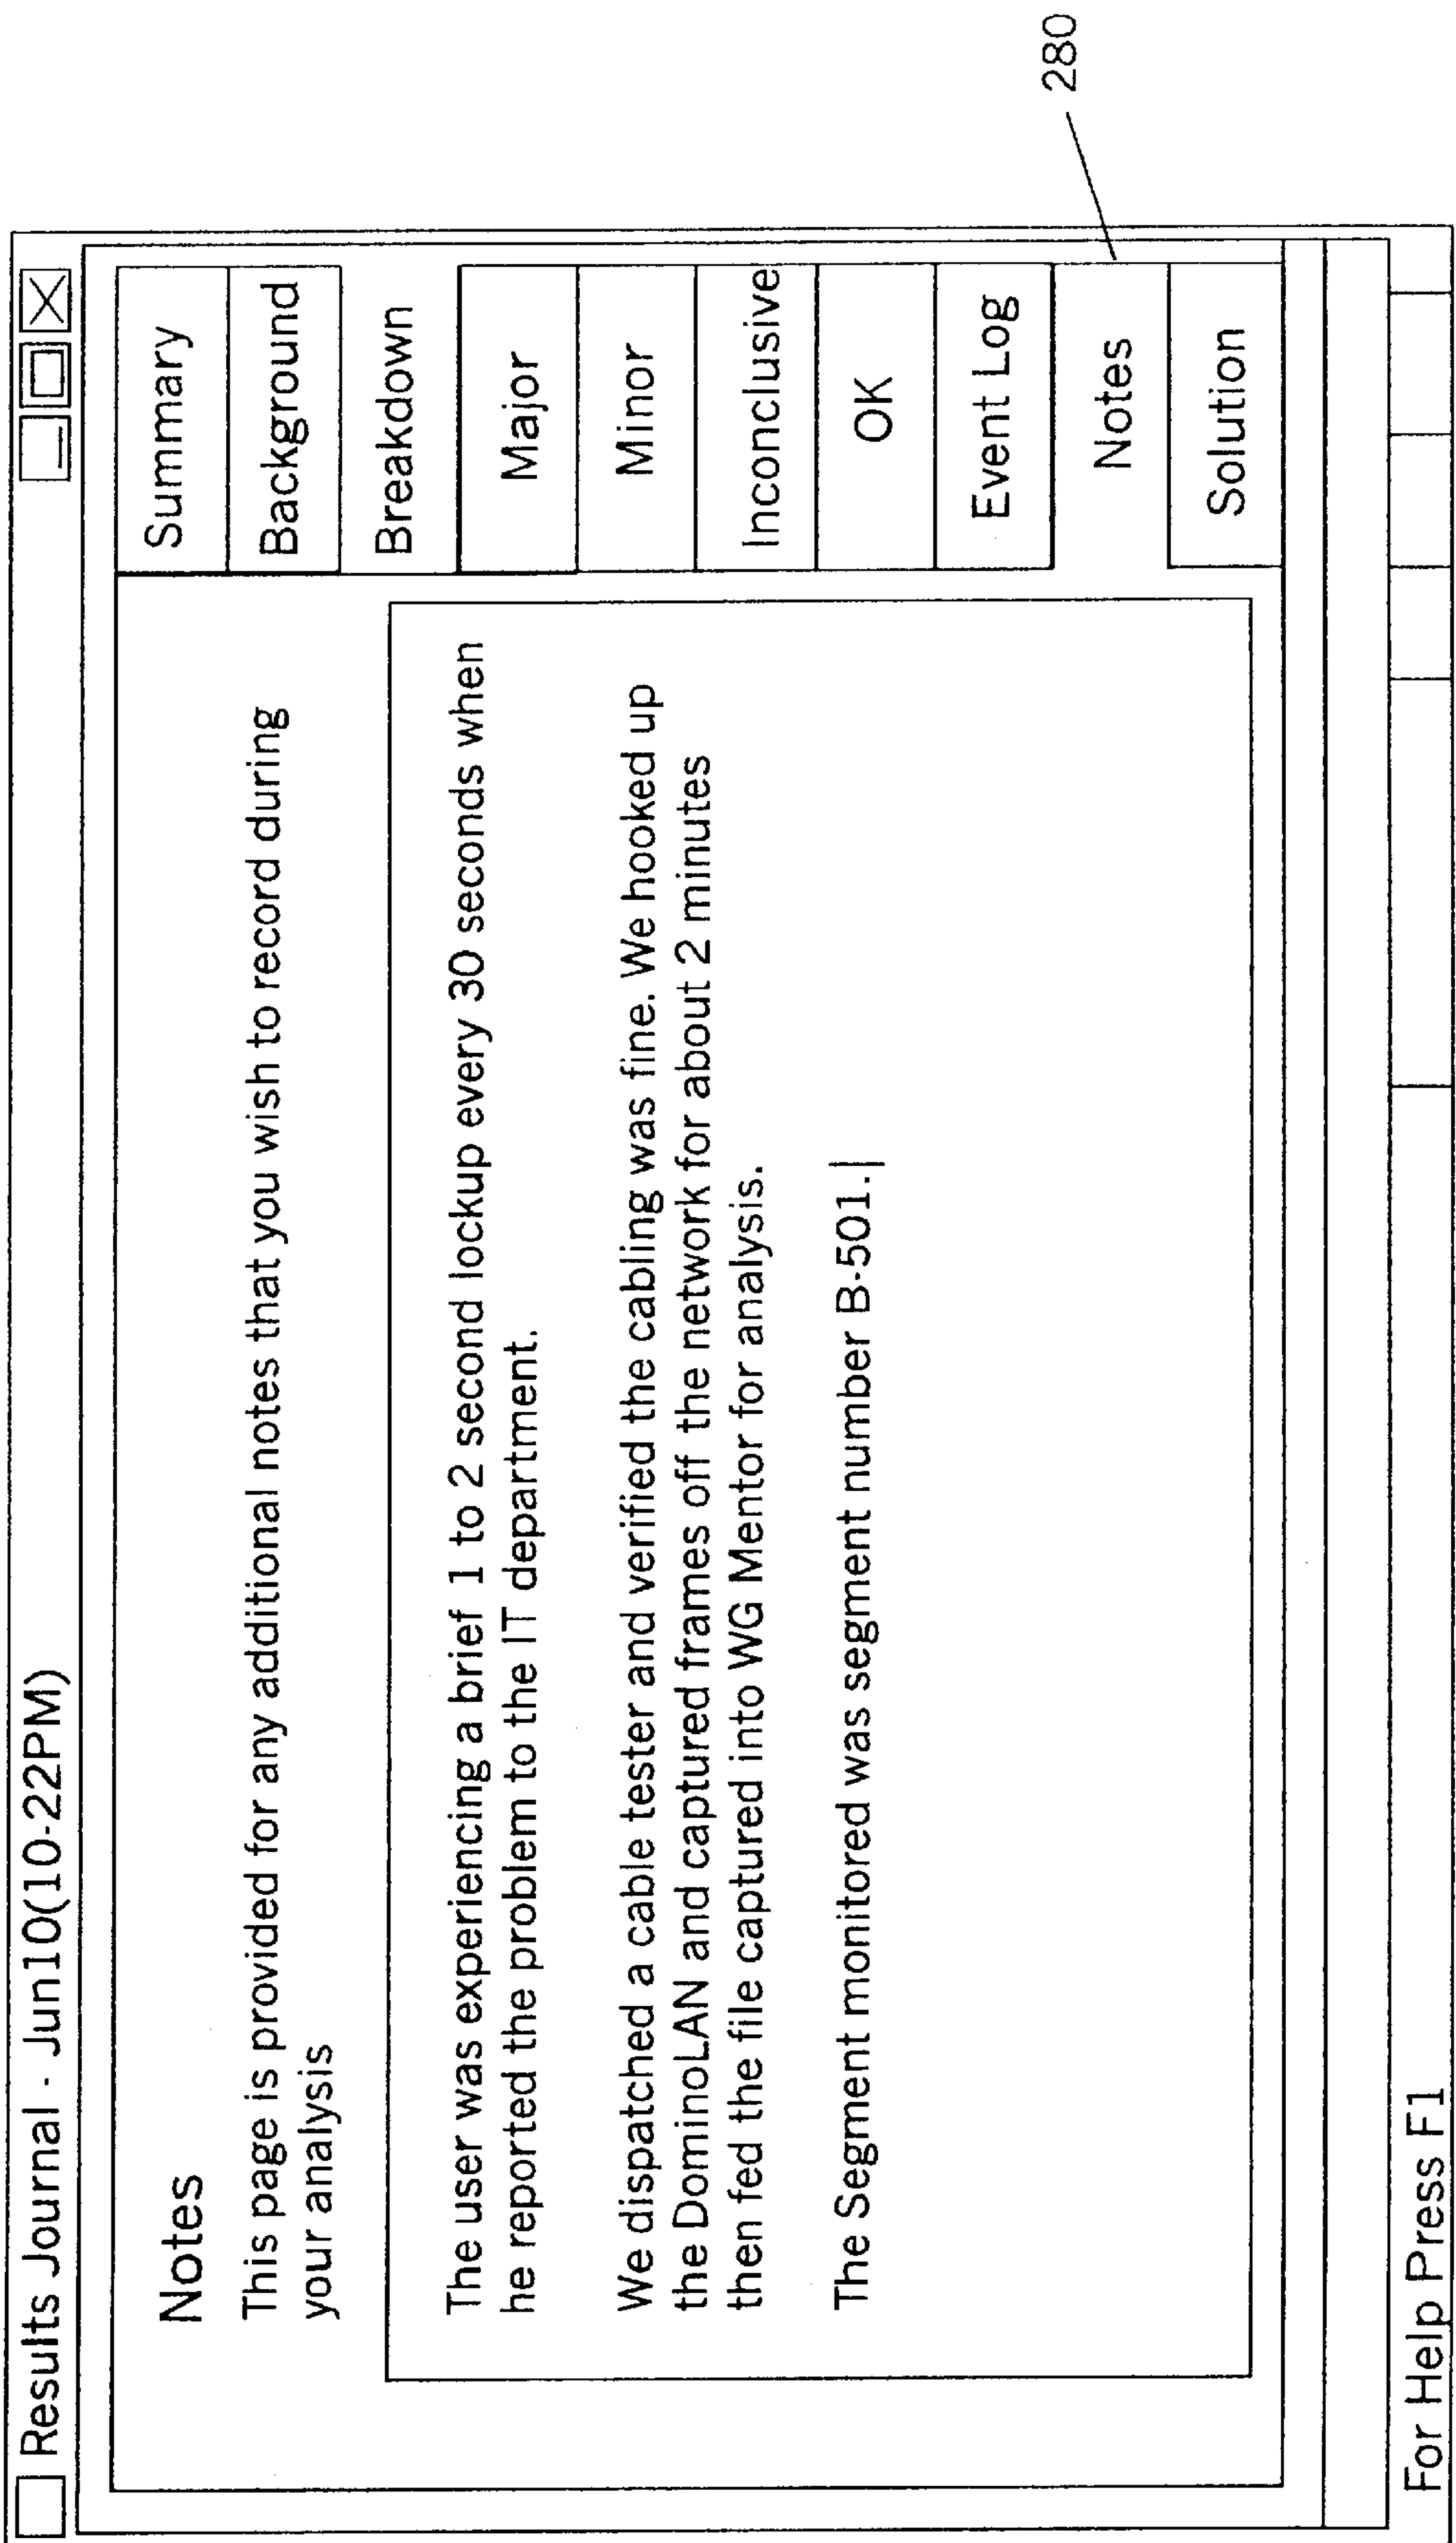 Results Journal - Jun10(10-22PM)
Notes
This page is provided for any additional notes that you wish to record during
your analysis
The user was experiencing a brief 1 to 2 second lockup every 30 seconds when
he reported the problem to the IT department.
We dispatched a cable tester and verified the cabling was fine. We hooked up
the DominoLAN and captured frames off the network for about 2 minutes
then fed the file captured into WG Mentor for analysis.
The Segment monitored was segment number B-501.
Summary
Background
Breakdown
Major
Minor
Inconclusive
OK
Event Log
Notes
Solution
280
For Help Press F1